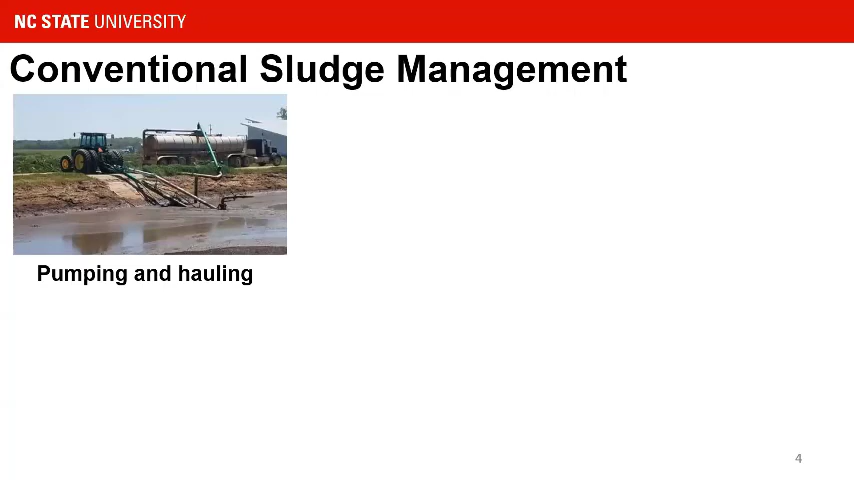 NC STATE UNIVERSITY
Conventional Sludge Management
Pumping and hauling
4